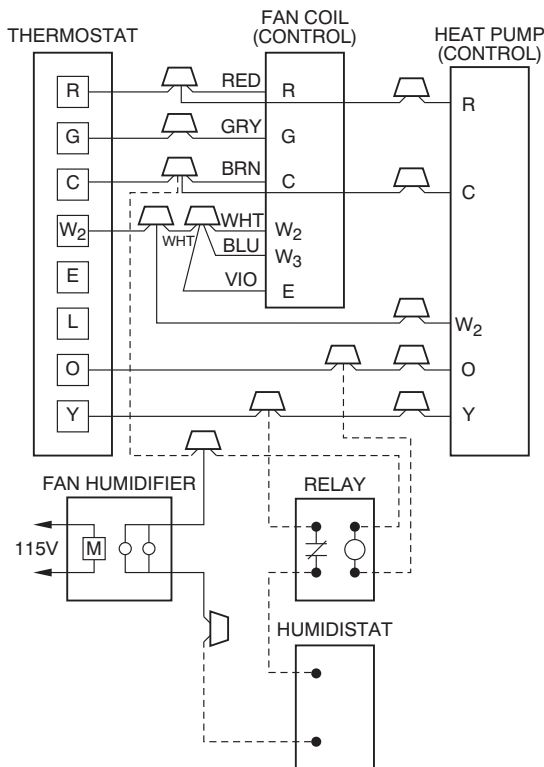 THERMOSTAT
FAN COIL
(CONTROL)
HEAT PUMP
(CONTROL)
R
G
C
W2
E
L
O
Y
RED
GRY
BRN
WHT
WHT
BLU
VIO
R
G
C
W2
W3
E
R
C
W2
O
Y
FAN HUMIDIFIER
115V
M
RELAY
HUMIDISTAT